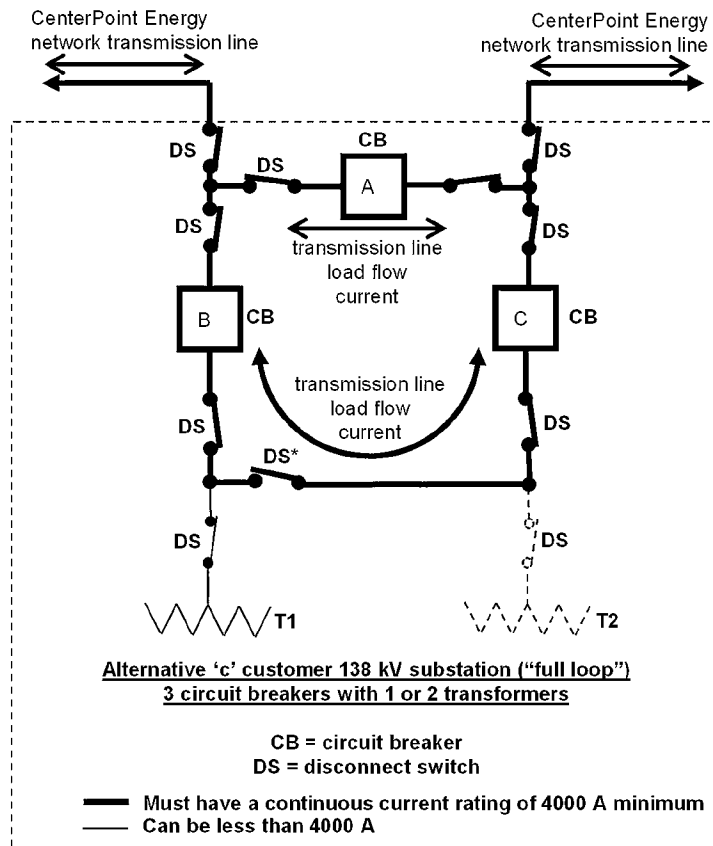 CenterPoint Energy
network transmission line
CenterPoint Energy
network transmission line
DS
DS
CB
DS
A
DS
transmission line
load flow
current
DS
B
CB
C
CB
transmission line
load flow
current
DS
DS
DS*
DS
DS
T1
T2
Alternative ‘c’ customer 138 kV substation (“full loop”)
3 circuit breakers with 1 or 2 transformers
CB = circuit breaker
DS = disconnect switch
Must have a continuous current rating of 4000 A minimum
Can be less than 4000 A